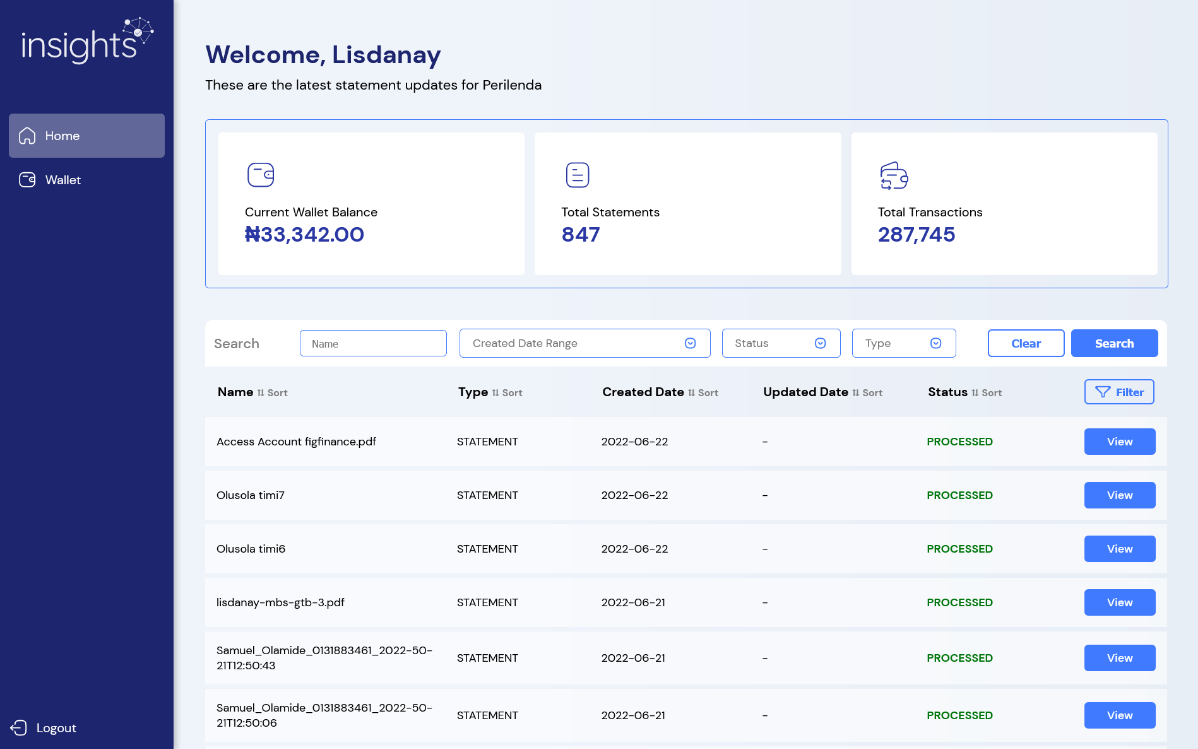 insights
Home
Wallet
Logout
Welcome, Lisdanay
These are the latest statement updates for Perilenda
Current Wallet Balance
₦33,342.00
Total Statements
847
Total Transactions
287,745
Search Name Created Date Range Status Type Clear Search
Name Sort Type Sort Created Date Sort Updated Date Sort Status Sort Filter
Access Account figfinance.pdf STATEMENT 2022-06-22 - PROCESSED View
Olusola timi7 STATEMENT 2022-06-22 - PROCESSED View
Olusola timi6 STATEMENT 2022-06-22 - PROCESSED View
lisdanay-mbs-gtb-3.pdf STATEMENT 2022-06-21 - PROCESSED View
Samuel_Olamide_0131883461_2022-50-
21T12:50:43 STATEMENT 2022-06-21 - PROCESSED View
Samuel_Olamide_0131883461_2022-50-
21T12:50:06 STATEMENT 2022-06-21 - PROCESSED View